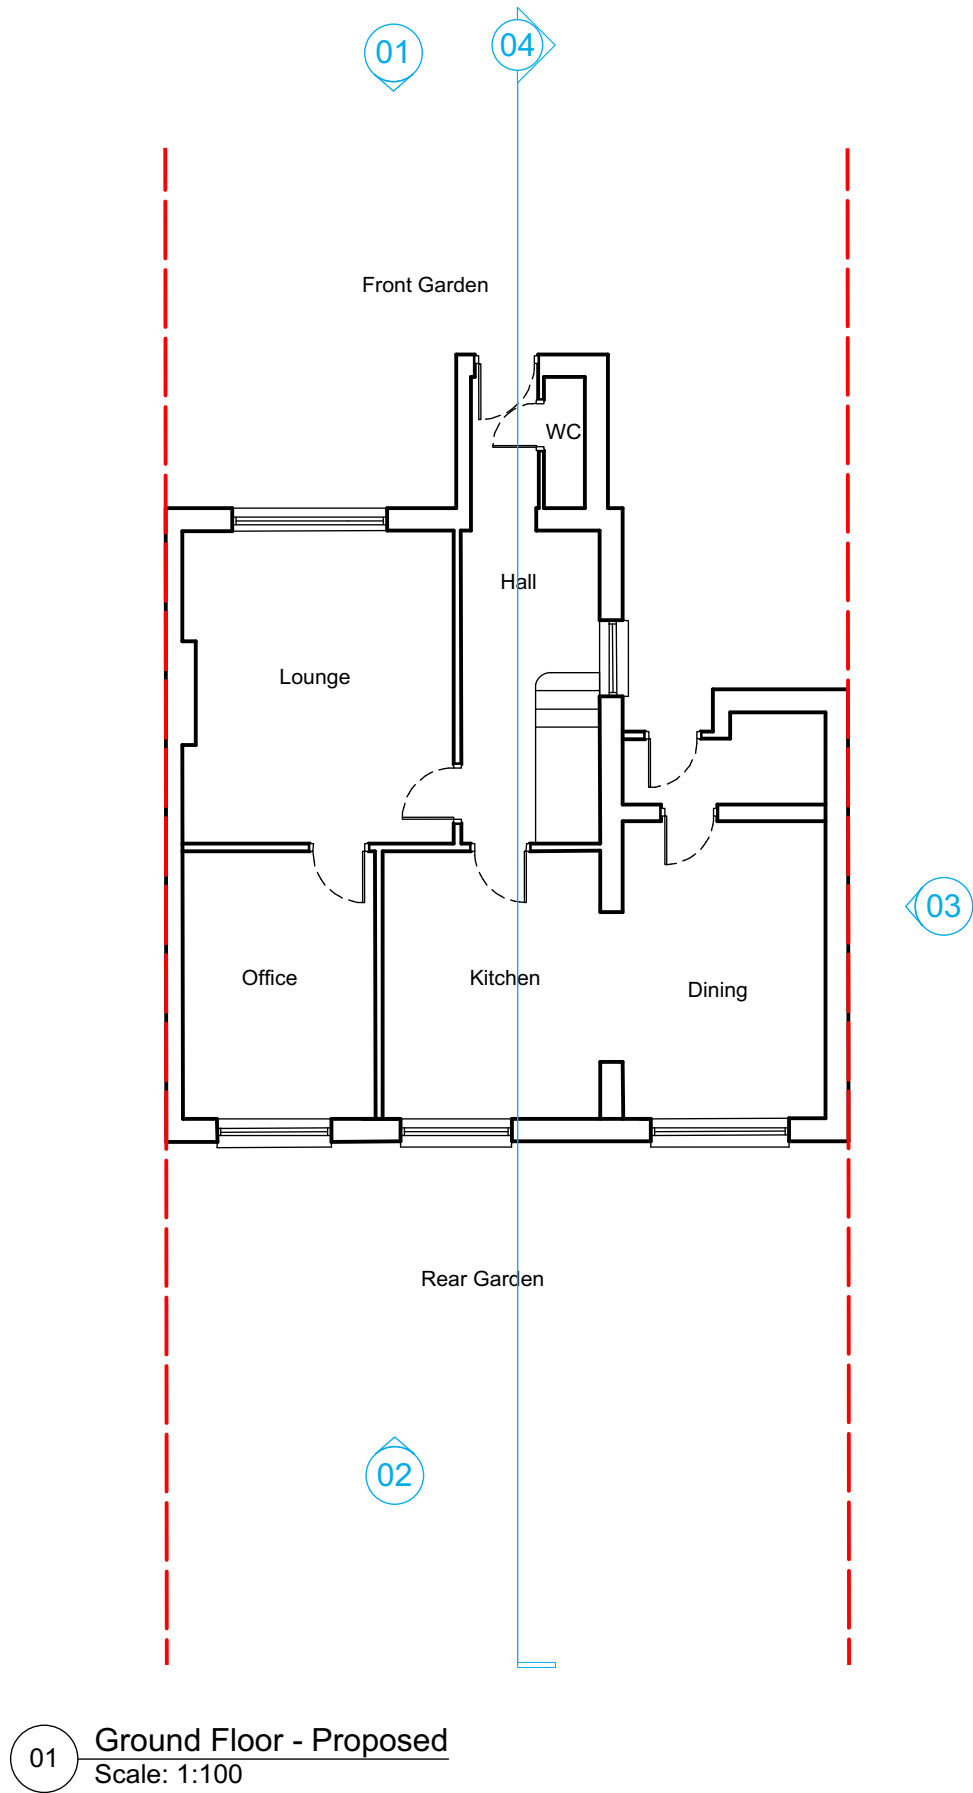 01
04
Front Garden
WC
Hall
Lounge
03
Office
Kitchen
Dining
Rear Garden
02
01
Ground Floor - Proposed
Scale: 1:100